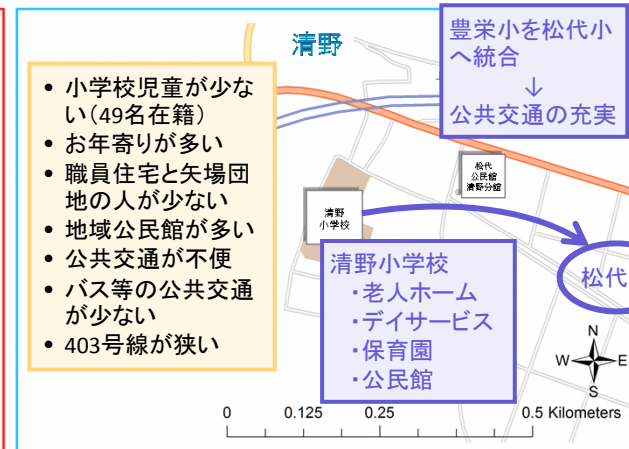 清野
豊栄小を松代小
へ統合
↓
公共交通の充実
• 小学校児童が少な
い(49名在籍)
• お年寄りが多い
• 職員住宅と矢場団
地の人が少ない
• 地域公民館が多い
• 公共交通が不便
• バス等の公共交通
が少ない
• 403号線が狭い
松代
公民館
清野分館
清野
小学校
清野小学校
・老人ホーム
・デイサービス
・保育園
・公民館
松代
N
W
E
S
0 0.125 0.25 0.5 Kilometers